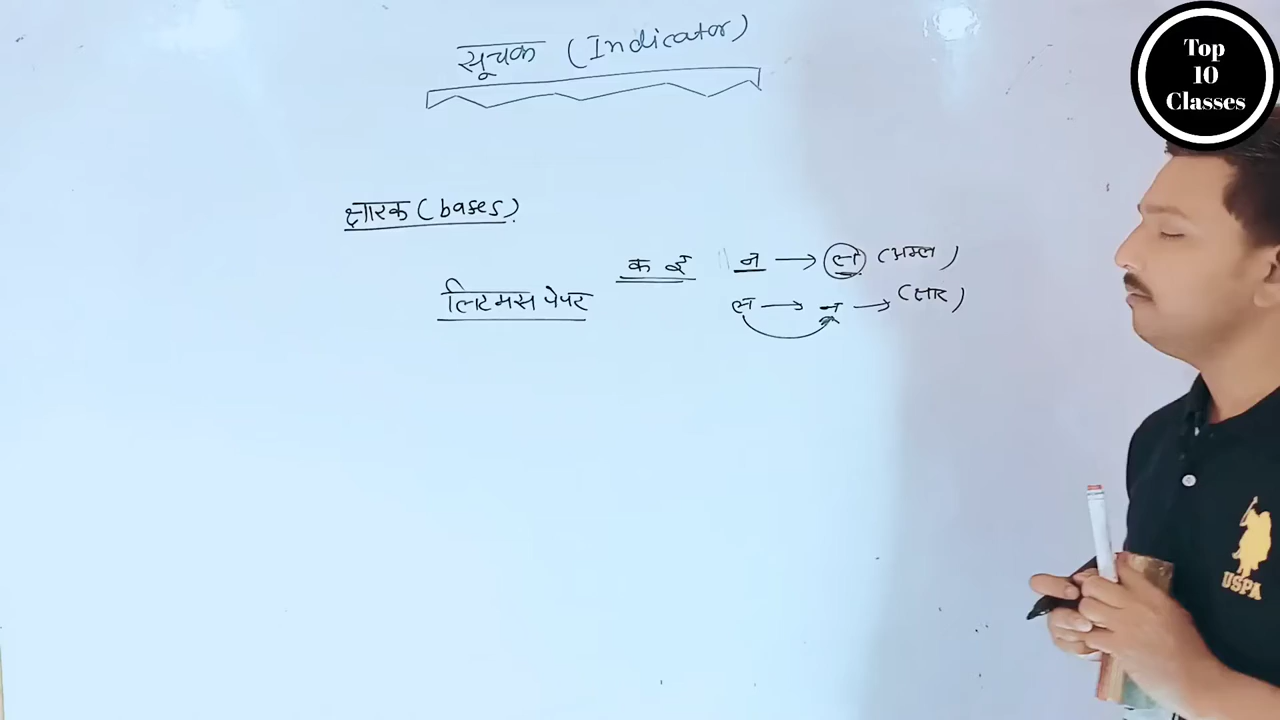 सूचक (Indicator)
Top
10
Classes
क्षारक (bases)
क ई न → ला (अम्ल)
लिटमस पेपर ला → न → (क्षार)
USPA